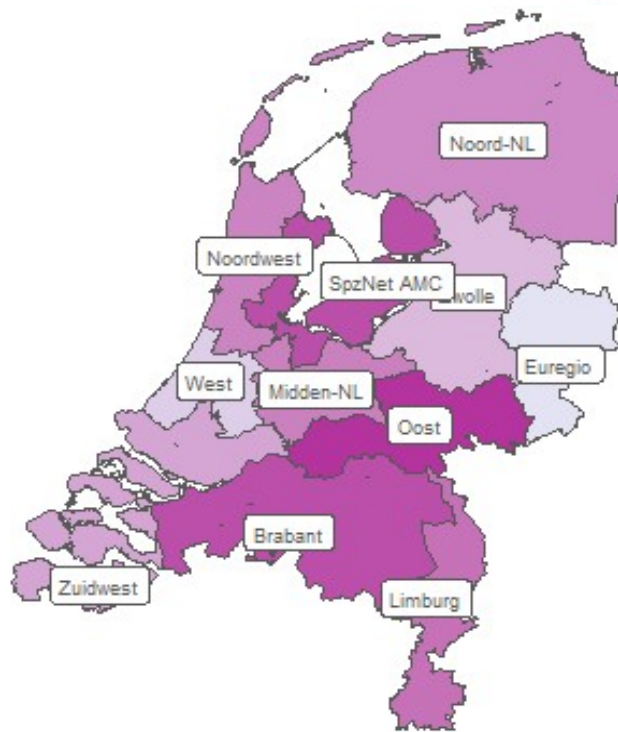 Noord-NL
Noordwest
SpzNet AMC
wolle
West
Euregio
Midden-NL
Oost
Brabant
Zuidwest
Limburg